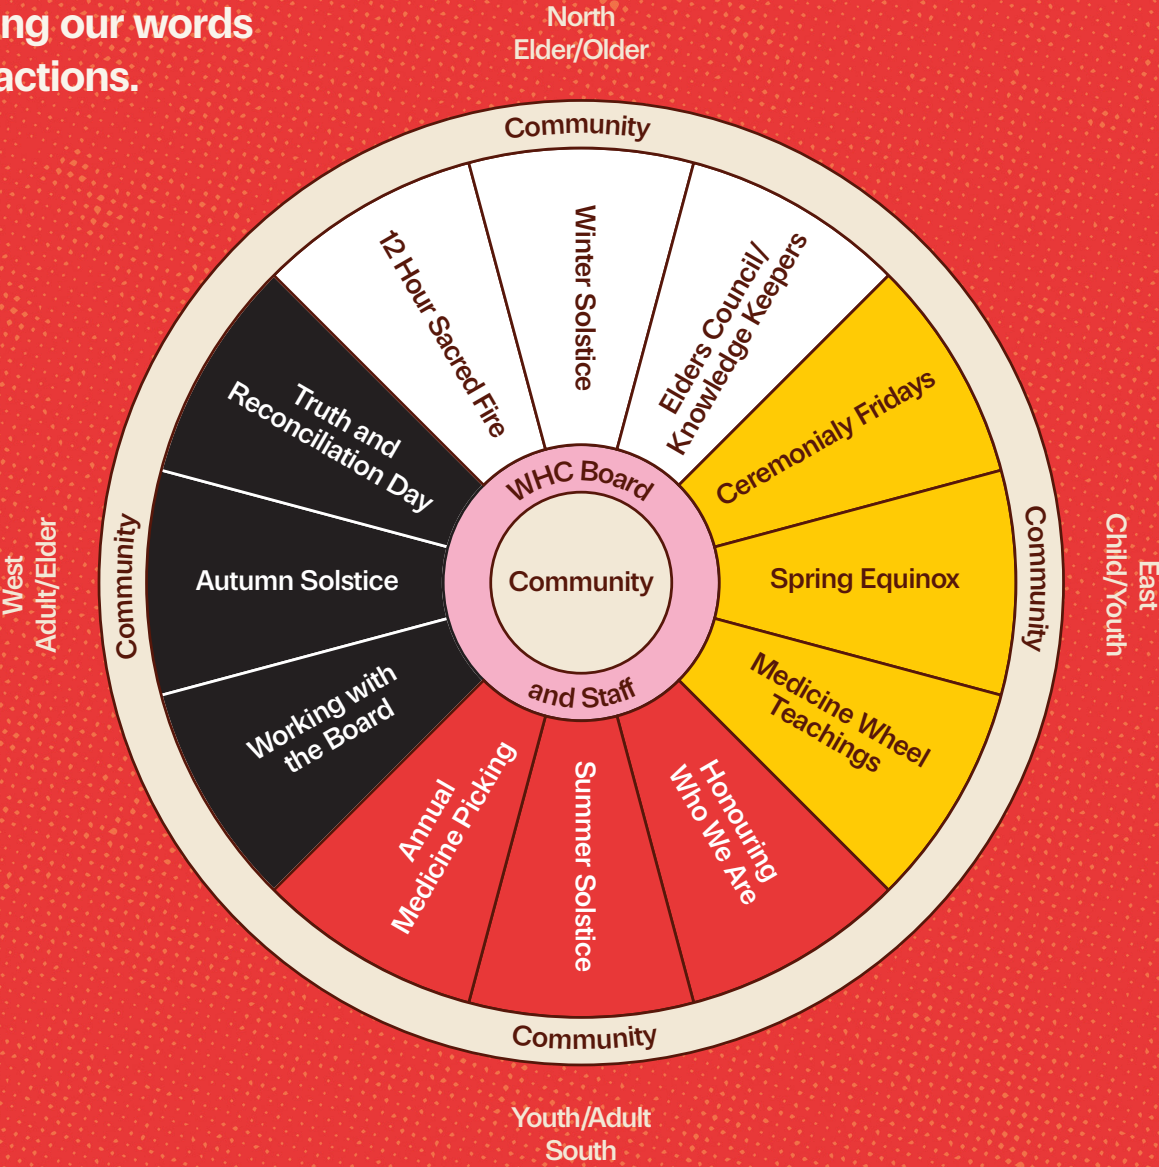 ng our words
actions.
North
Elder/Older
Community
12 Hour Sacred Fire
Winter Solstice
Elders Council/
Knowledge Keepers
Ceremonialy Fridays
Spring Equinox
Medicine Wheel
Teachings
Honouring
Who We Are
Summer Solstice
Annual
Medicine Picking
Working with
the Board
Autumn Solstice
Truth and
Reconciliation Day
WHC Board
and Staff
Community
Community
Community
Community
West
Adult/Elder
East
Child/Youth
Youth/Adult
South